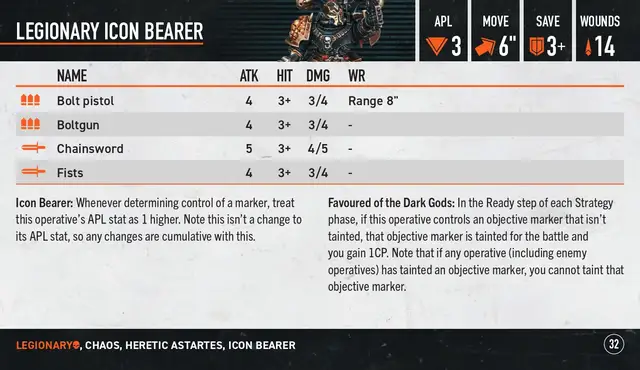 LEGIONARY ICON BEARER
APL
3
MOVE
6"
SAVE
3+
WOUNDS
14
NAME ATK HIT DMG WR
Bolt pistol 4 3+ 3/4 Range 8"
Boltgun 4 3+ 3/4 -
Chainsword 5 3+ 4/5 -
Fists 4 3+ 3/4 -
Icon Bearer: Whenever determining control of a marker, treat
this operative's APL stat as 1 higher. Note this isn't a change to
its APL stat, so any changes are cumulative with this.
Favoured of the Dark Gods: In the Ready step of each Strategy
phase, if this operative controls an objective marker that isn't
tainted, that objective marker is tainted for the battle and
you gain 1CP. Note that if any operative (including enemy
operatives) has tainted an objective marker, you cannot taint that
objective marker.
LEGIONARY, CHAOS, HERETIC ASTARTES, ICON BEARER
32